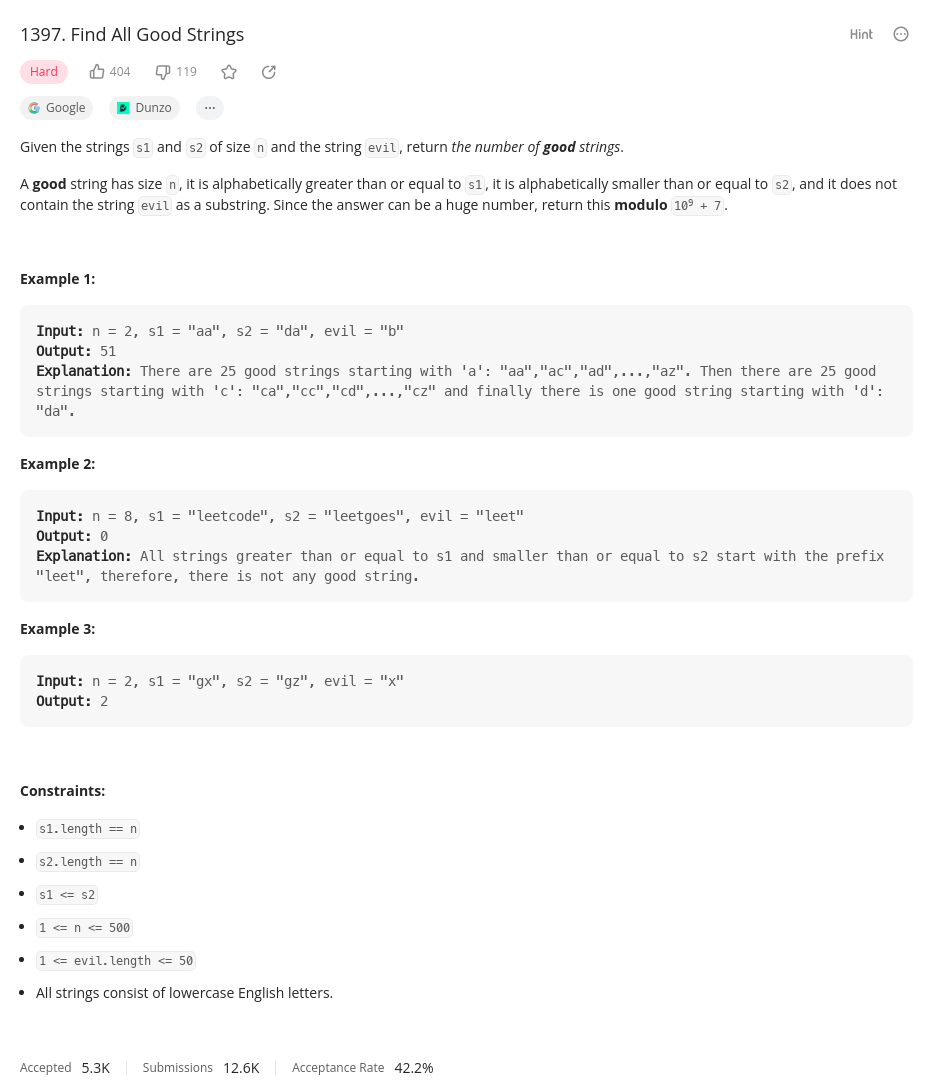 1397. Find All Good Strings
Hint
Hard 404 119
Google Dunzo ...
Given the strings s1 and s2 of size n and the string evil, return the number of good strings.
A good string has size n, it is alphabetically greater than or equal to s1, it is alphabetically smaller than or equal to s2, and it does not
contain the string evil as a substring. Since the answer can be a huge number, return this modulo 10⁹ + 7.
Example 1:
Input: n = 2, s1 = "aa", s2 = "da", evil = "b"
Output: 51
Explanation: There are 25 good strings starting with 'a': "aa","ac","ad",...,"az". Then there are 25 good
strings starting with 'c': "ca","cc","cd",...,"cz" and finally there is one good string starting with 'd':
"da".
Example 2:
Input: n = 8, s1 = "leetcode", s2 = "leetgoes", evil = "leet"
Output: 0
Explanation: All strings greater than or equal to s1 and smaller than or equal to s2 start with the prefix
"leet", therefore, there is not any good string.
Example 3:
Input: n = 2, s1 = "gx", s2 = "gz", evil = "x"
Output: 2
Constraints:
• s1.length == n
• s2.length == n
• s1 <= s2
• 1 <= n <= 500
• 1 <= evil.length <= 50
• All strings consist of lowercase English letters.
Accepted 5.3K Submissions 12.6K Acceptance Rate 42.2%